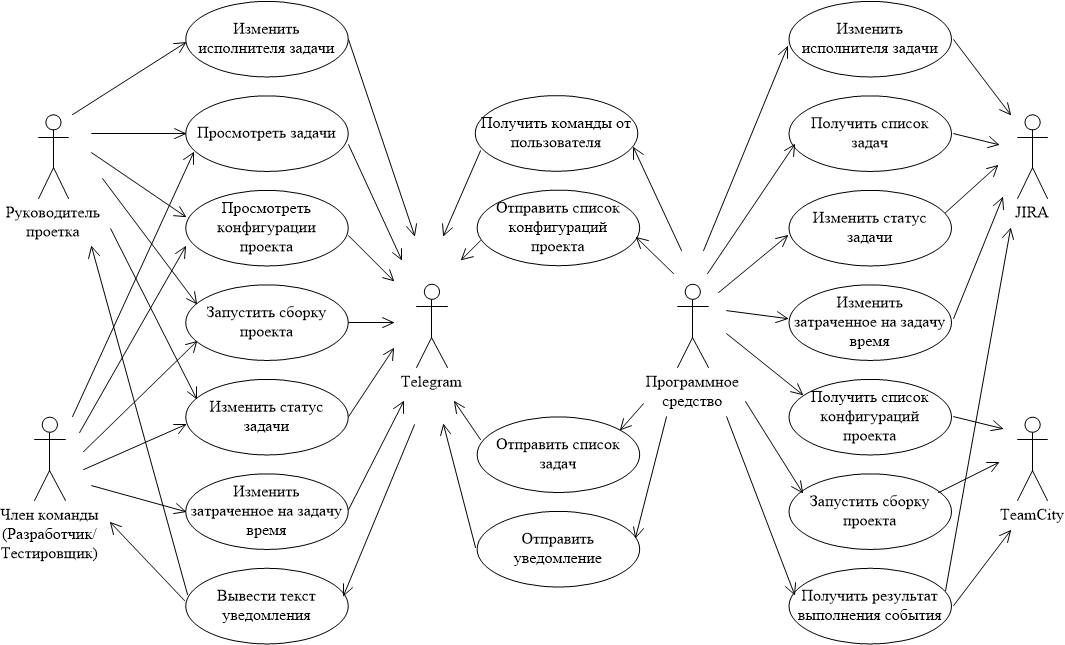 Изменить
исполнителя задачи
Просмотреть задачи
Руководитель
проетка
Просмотреть
конфигурации
проекта
Запустить сборку
проекта
Изменить статус
задачи
Член команды
(Разработчик/
Тестировщик)
Изменить
затраченное на задачу
время
Вывести текст
уведомления
Telegram
Получить команды от
пользователя
Отправить список
конфигураций
проекта
Программное
средство
Отправить список
задач
Отправить
уведомление
Изменить
исполнителя задачи
Получить список
задач
Изменить статус
задачи
Изменить
затраченное на задачу
время
Получить список
конфигураций
проекта
Запустить сборку
проекта
Получить результат
выполнения события
JIRA
TeamCity